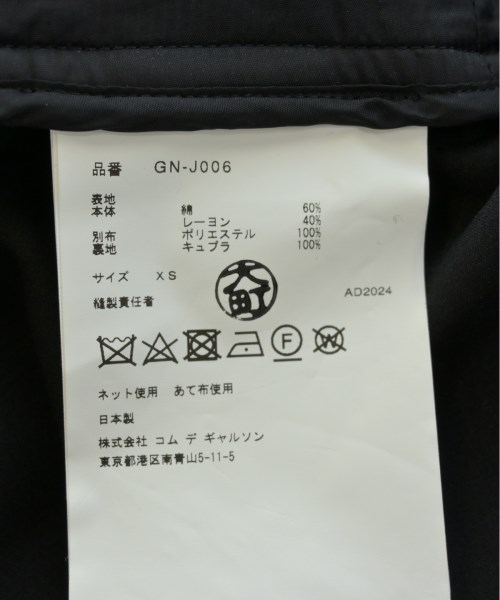 品番 GN-J006
表地
本体 綿 60%
レーヨン 40%
別布 ポリエステル 100%
裏地 キュプラ 100%
サイズ XS
縫製責任者 大町
AD2024
F W
ネット使用 あて布使用
日本製
株式会社 コム デ ギャルソン
東京都港区南青山5-11-5